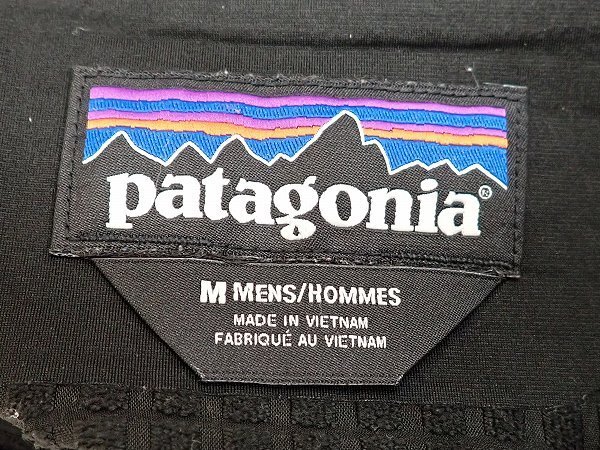 patagonia®
M MENS/HOMMES
MADE IN VIETNAM
FABRIQUÉ AU VIETNAM